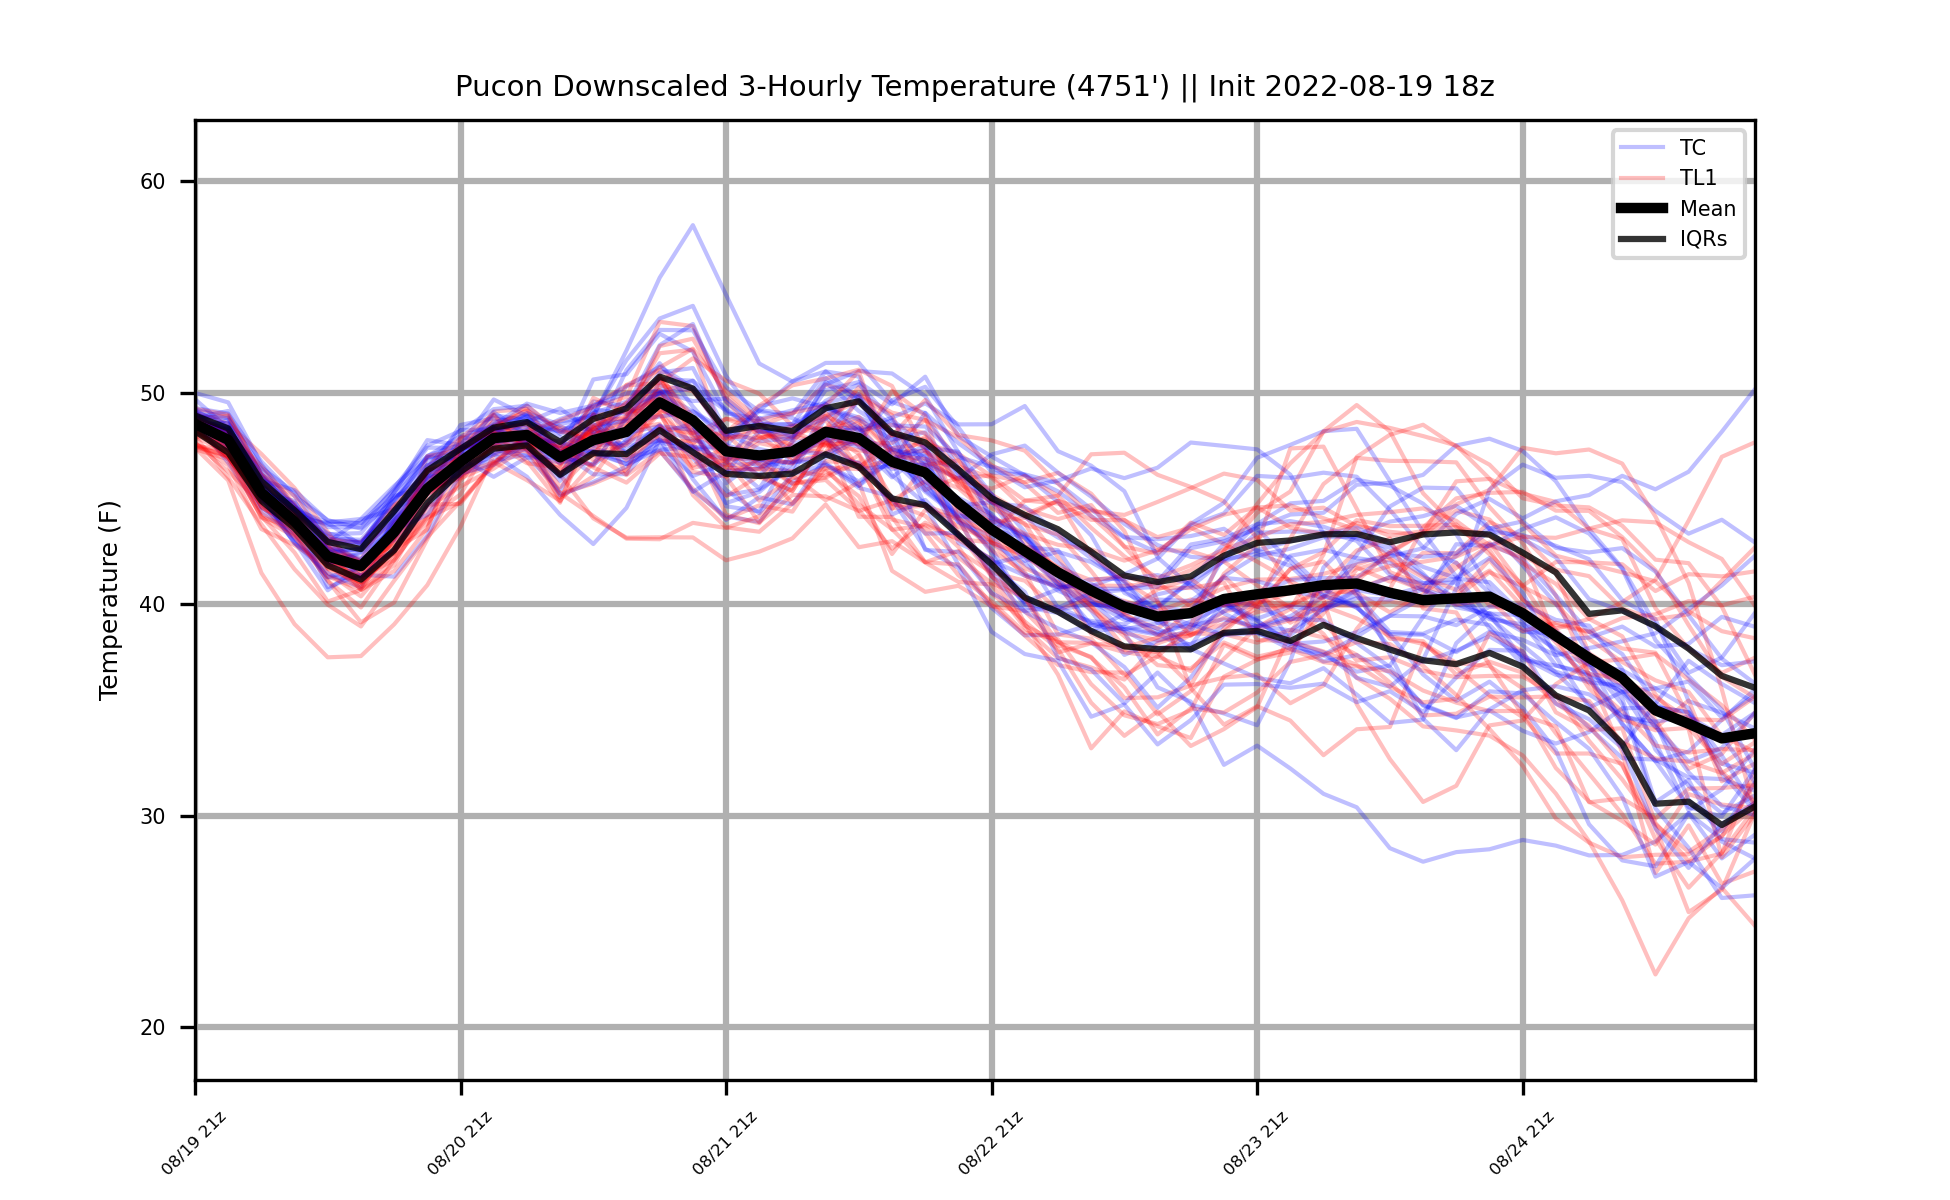 Pucon Downscaled 3-Hourly Temperature (4751') || Init 2022-08-19 18z
TC
TL1
Mean
IQRs
Temperature (F)
60
50
40
30
20
08/19 21z
08/20 21z
08/21 21z
08/22 21z
08/23 21z
08/24 21z